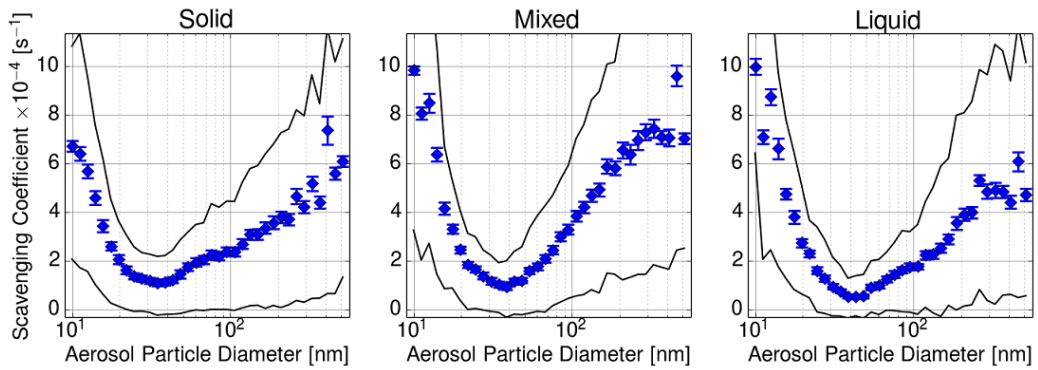 Solid Mixed Liquid
Scavenging Coefficient ×10⁻⁴ [s⁻¹]
10 10 10
8 8 8
6 6 6
4 4 4
2 2 2
0 0 0
10¹ 10² 10¹ 10² 10¹ 10²
Aerosol Particle Diameter [nm] Aerosol Particle Diameter [nm] Aerosol Particle Diameter [nm]